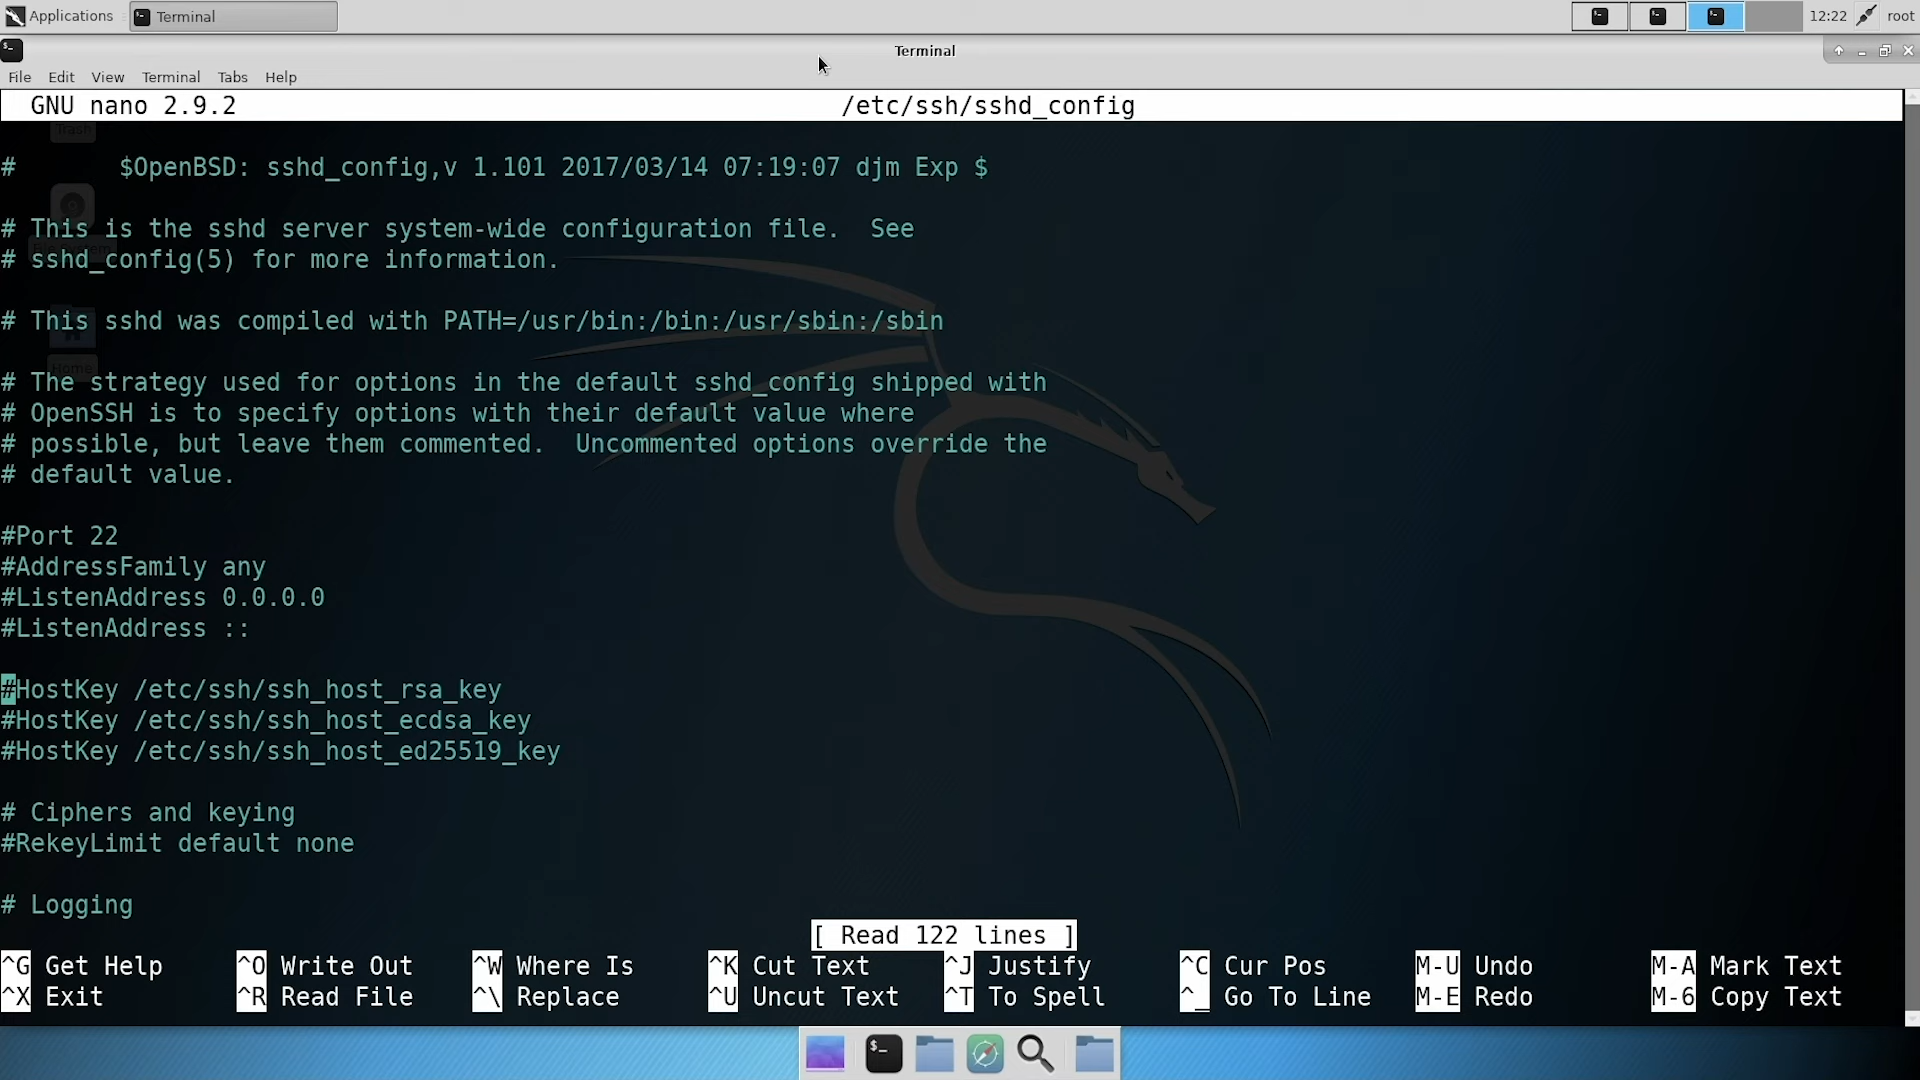 Applications
Terminal
12:22
root
Terminal
File Edit View Terminal Tabs Help
GNU nano 2.9.2 /etc/ssh/sshd_config
Trash
# $OpenBSD: sshd_config,v 1.101 2017/03/14 07:19:07 djm Exp $
# This is the sshd server system-wide configuration file. See
File System
# sshd_config(5) for more information.
# This sshd was compiled with PATH=/usr/bin:/bin:/usr/sbin:/sbin
Home
# The strategy used for options in the default sshd_config shipped with
# OpenSSH is to specify options with their default value where
# possible, but leave them commented. Uncommented options override the
# default value.
#Port 22
#AddressFamily any
#ListenAddress 0.0.0.0
#ListenAddress ::
#HostKey /etc/ssh/ssh_host_rsa_key
#HostKey /etc/ssh/ssh_host_ecdsa_key
#HostKey /etc/ssh/ssh_host_ed25519_key
# Ciphers and keying
#RekeyLimit default none
# Logging
[ Read 122 lines ]
^G Get Help ^O Write Out ^W Where Is ^K Cut Text ^J Justify ^C Cur Pos M-U Undo M-A Mark Text
^X Exit ^R Read File ^\ Replace ^U Uncut Text ^T To Spell ^_ Go To Line M-E Redo M-6 Copy Text